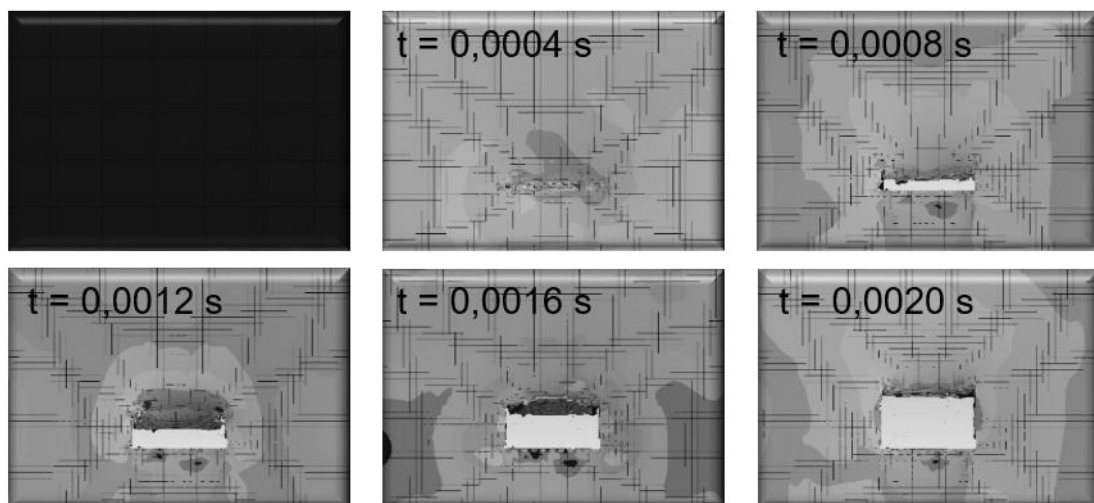 t = 0,0004 s
t = 0,0008 s
t = 0,0012 s
t = 0,0016 s
t = 0,0020 s